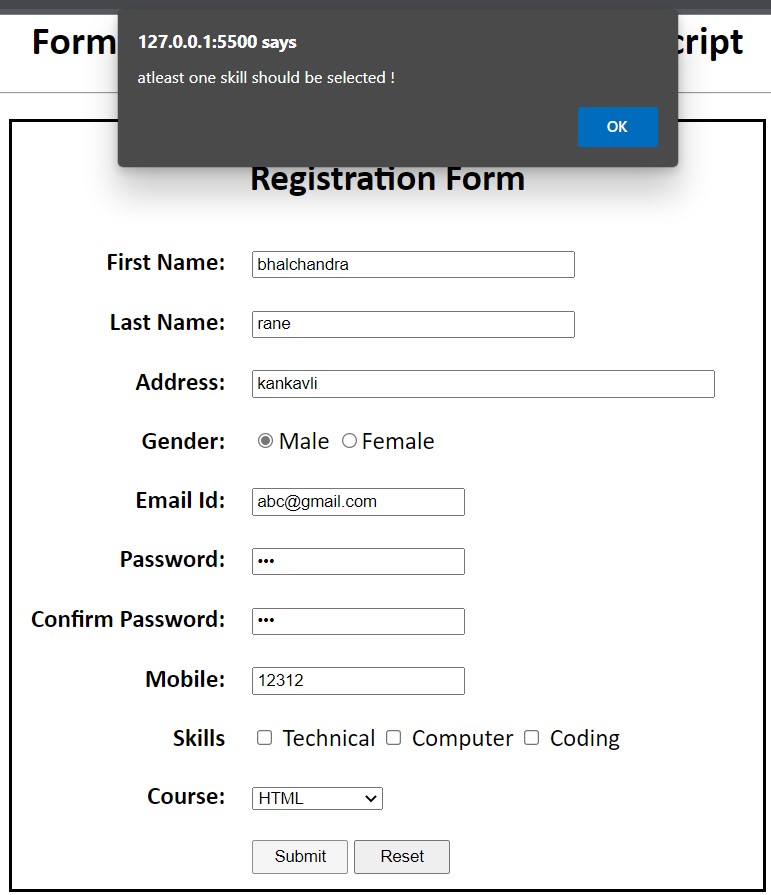 Form cript
127.0.0.1:5500 says
atleast one skill should be selected !
OK
Registration Form
First Name: bhalchandra
Last Name: rane
Address: kankavli
Gender: Male Female
Email Id: abc@gmail.com
Password: •••
Confirm Password: •••
Mobile: 12312
Skills Technical Computer Coding
Course: HTML
Submit Reset